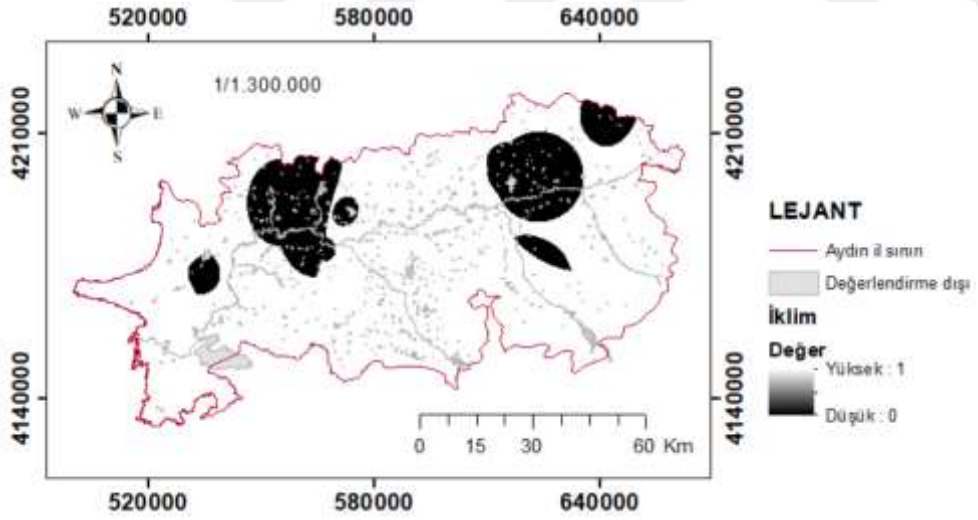 520000 580000 640000
N
W E
S
1/1.300.000
4210000 4210000
4140000 4140000
0 15 30 60 Km
520000 580000 640000
LEJANT
Aydın il sınırı
Değerlendirme dışı
İklim
Değer
Yüksek : 1
Düşük : 0